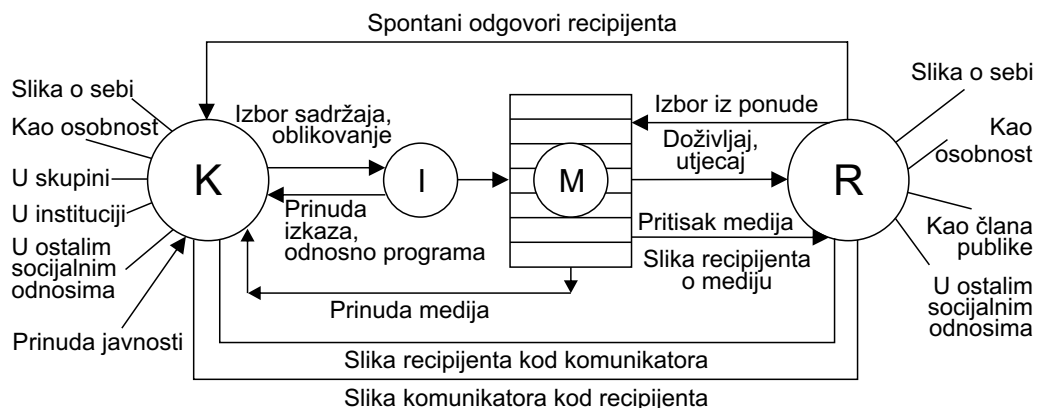 Spontani odgovori recipijenta
Slika o sebi
Kao osobnost
U skupini
U instituciji
U ostalim
socijalnim
odnosima
Prinuda javnosti
K
Izbor sadržaja,
oblikovanje
Prinuda
izkaza,
odnosno programa
I
M
Prinuda medija
Izbor iz ponude
Doživljaj,
utjecaj
Pritisak medija
Slika recipijenta
o mediju
R
Slika o sebi
Kao
osobnost
Kao člana
publike
U ostalim
socijalnim
odnosima
Slika recipijenta kod komunikatora
Slika komunikatora kod recipijenta